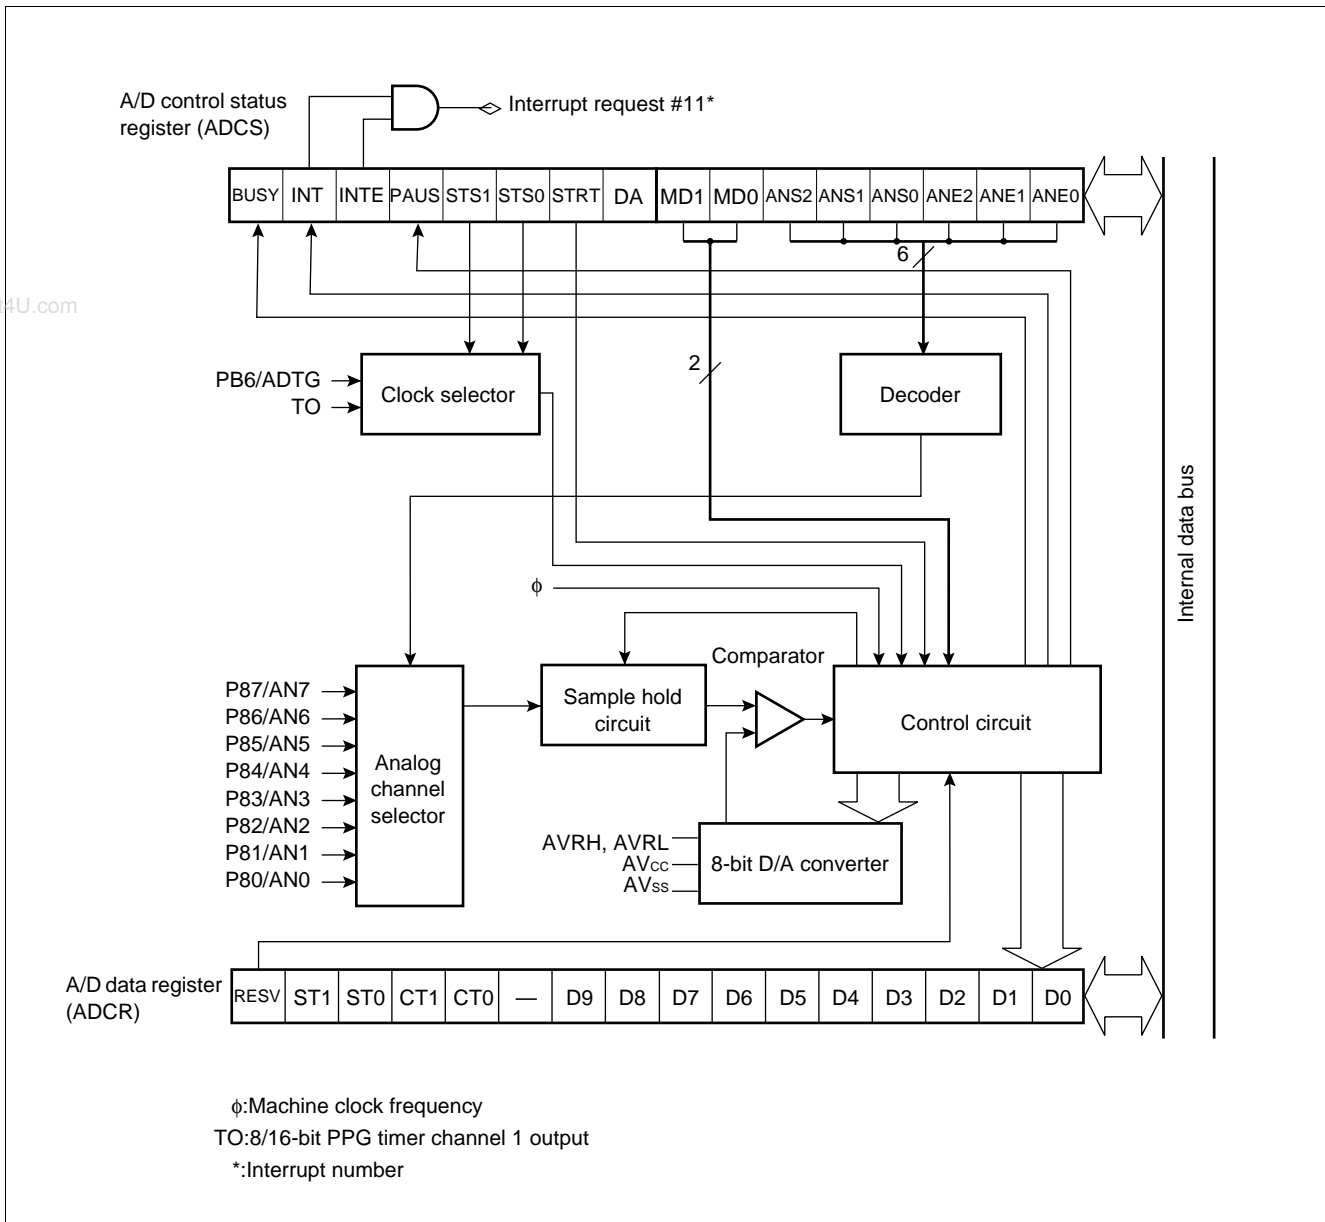 A/D control status
register (ADCS)
Interrupt request #11*
BUSY INT INTE PAUS STS1 STS0 STRT DA MD1 MD0 ANS2 ANS1 ANS0 ANE2 ANE1 ANE0
6
t4U.com
2
PB6/ADTG
TO
Clock selector
Decoder
Internal data bus
ϕ
Comparator
P87/AN7
P86/AN6
P85/AN5
P84/AN4
P83/AN3
P82/AN2
P81/AN1
P80/AN0
Analog
channel
selector
Sample hold
circuit
Control circuit
AVRH, AVRL
AVCC
AVSS
8-bit D/A converter
A/D data register
(ADCR)
RESV ST1 ST0 CT1 CT0 — D9 D8 D7 D6 D5 D4 D3 D2 D1 D0
ϕ:Machine clock frequency
TO:8/16-bit PPG timer channel 1 output
*:Interrupt number